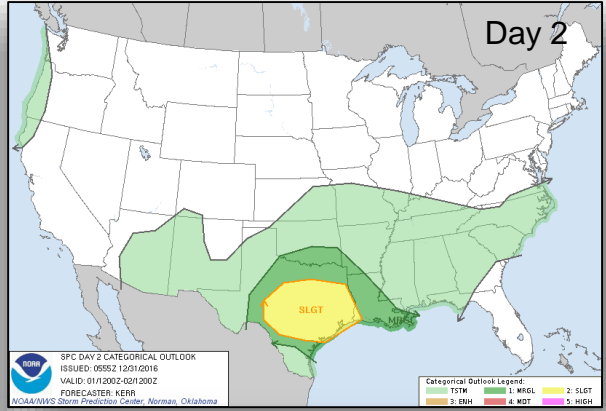 Day 2
SLGT
MRGL
NOAA
SPC DAY 2 CATEGORICAL OUTLOOK
ISSUED: 0555Z 12/31/2016
VALID: 01/1200Z-02/1200Z
FORECASTER: KERR
NOAA/NWS Storm Prediction Center, Norman, Oklahoma
Categorical Outlook Legend:
TSTM 1: MRGL 2: SLGT
3: ENH 4: MDT 5: HIGH